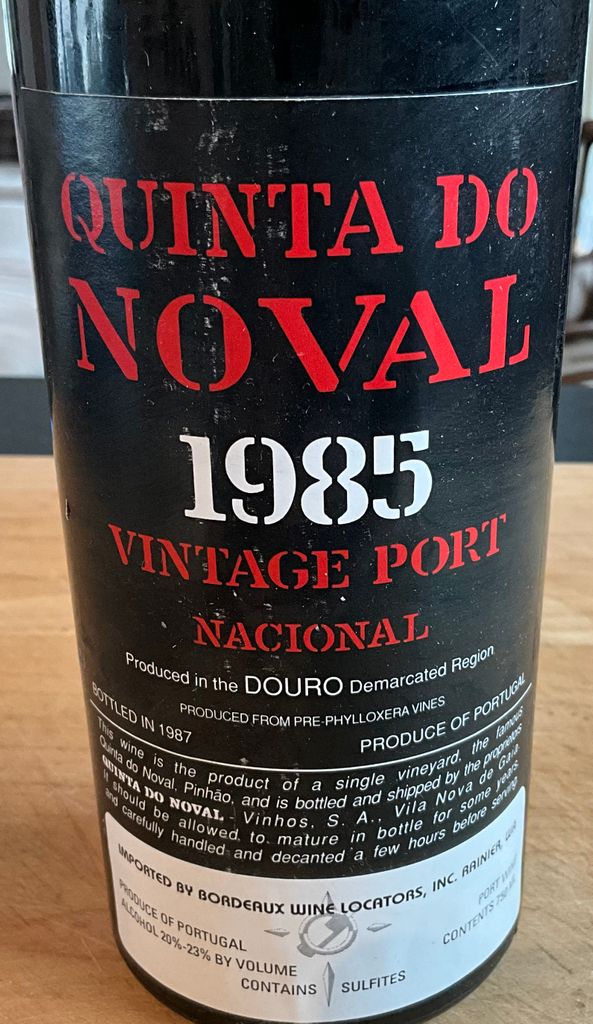 QUINTA DO
NOVAL
1985
VINTAGE PORT
NACIONAL
Produced in the DOURO Demarcated Region
PRODUCED FROM PRE-PHYLLOXERA VINES
BOTTLED IN 1987
PRODUCE OF PORTUGAL
This wine is the product of a single vineyard, the famous
Quinta do Noval, Pinhão, and is bottled and shipped by the proprietors
QUINTA DO NOVAL - Vinhos, S. A., Vila Nova de Gaia.
It should be allowed to mature in bottle for some years,
and carefully handled and decanted a few hours before serving.
IMPORTED BY BORDEAUX WINE LOCATORS, INC. RAINIER, WA
PRODUCE OF PORTUGAL
ALCOHOL 20%-23% BY VOLUME
PORT WINE
CONTENTS 750 ML
CONTAINS SULFITES